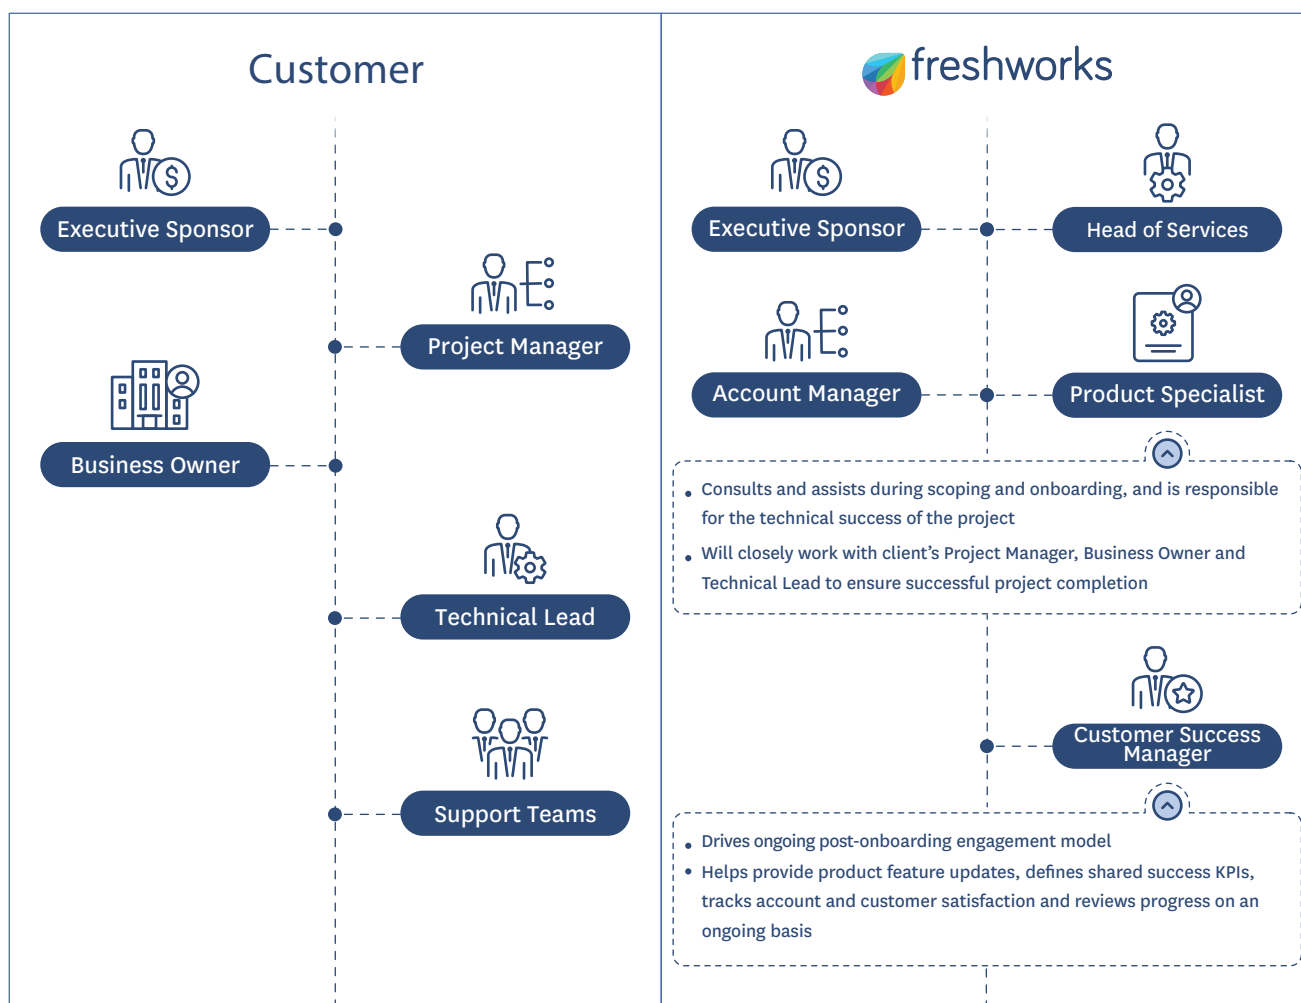 Customer
Executive Sponsor
Project Manager
Business Owner
Technical Lead
Support Teams
freshworks
Executive Sponsor
Head of Services
Account Manager
Product Specialist
• Consults and assists during scoping and onboarding, and is responsible
for the technical success of the project
• Will closely work with client’s Project Manager, Business Owner and
Technical Lead to ensure successful project completion
Customer Success
Manager
• Drives ongoing post-onboarding engagement model
• Helps provide product feature updates, defines shared success KPIs,
tracks account and customer satisfaction and reviews progress on an
ongoing basis